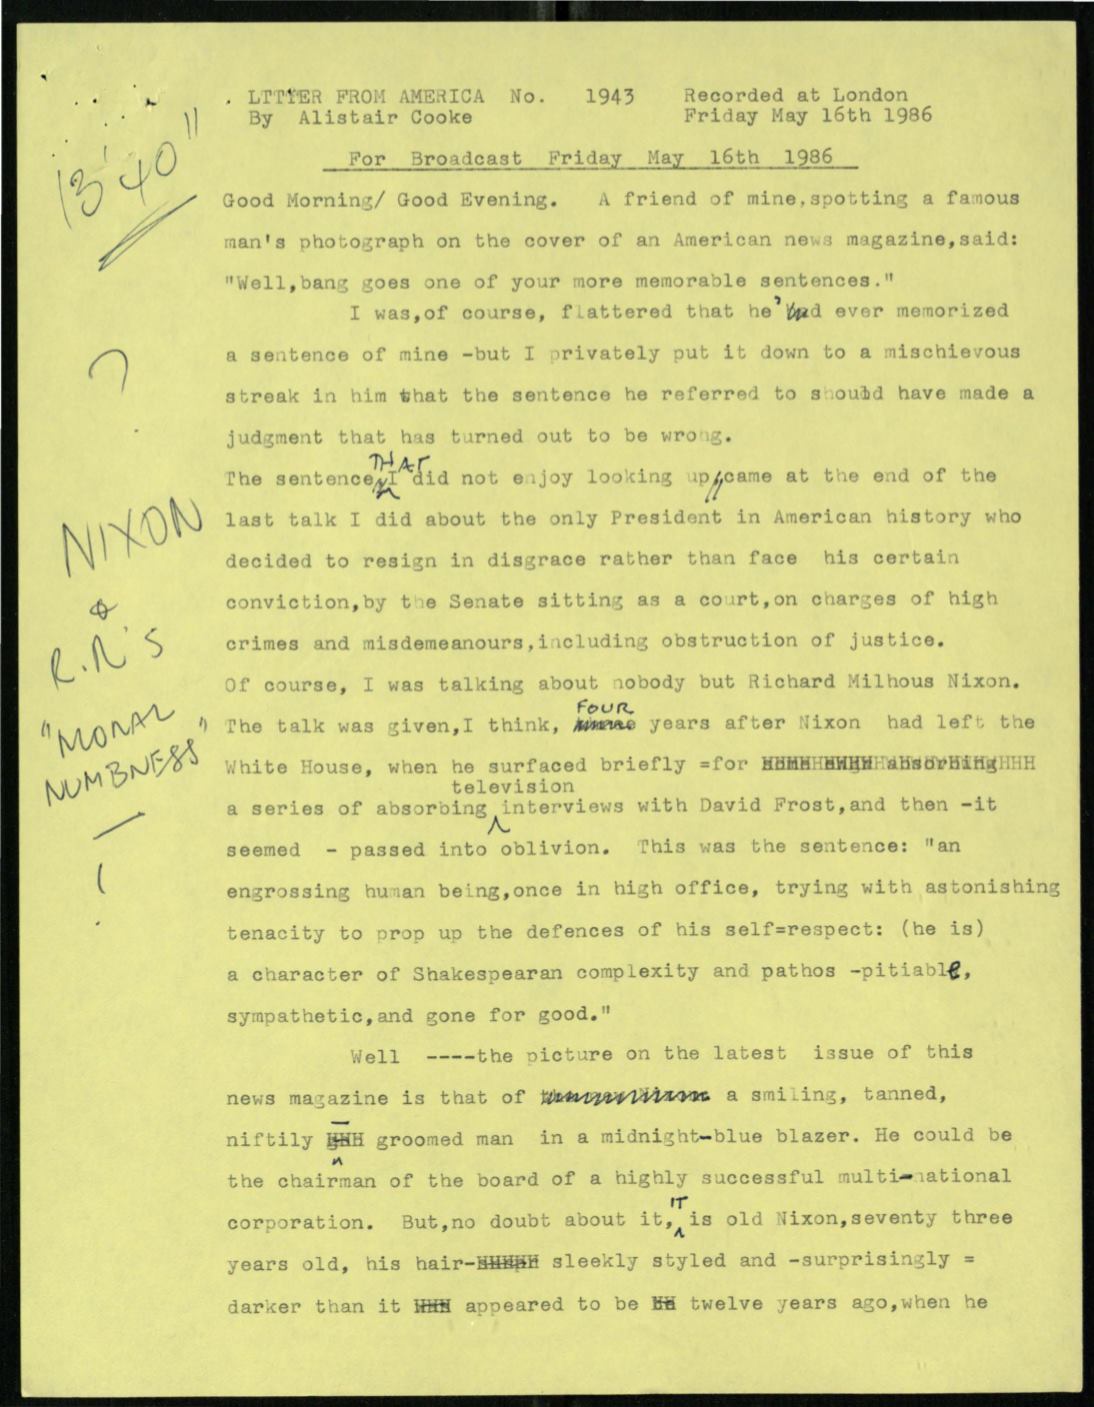 13'40"
LTTTER FROM AMERICA No. 1943 Recorded at London
By Alistair Cooke Friday May 16th 1986
For Broadcast Friday May 16th 1986
Good Morning/ Good Evening. A friend of mine,spotting a famous
man's photograph on the cover of an American news magazine,said:
"Well,bang goes one of your more memorable sentences."
I was,of course, flattered that he'd ever memorized
a sentence of mine -but I privately put it down to a mischievous
streak in him that the sentence he referred to should have made a
judgment that has turned out to be wrong.
THAT
The sentence I did not enjoy looking up, came at the end of the
last talk I did about the only President in American history who
decided to resign in disgrace rather than face his certain
conviction,by the Senate sitting as a court,on charges of high
crimes and misdemeanours,including obstruction of justice.
Of course, I was talking about nobody but Richard Milhous Nixon.
FOUR
The talk was given,I think, years after Nixon had left the
White House, when he surfaced briefly =for
television
a series of absorbing interviews with David Frost,and then -it
seemed - passed into oblivion. This was the sentence: "an
engrossing human being,once in high office, trying with astonishing
tenacity to prop up the defences of his self=respect: (he is)
a character of Shakespearan complexity and pathos -pitiable,
sympathetic,and gone for good."
Well ----the picture on the latest issue of this
news magazine is that of a smiling, tanned,
niftily groomed man in a midnight-blue blazer. He could be
the chairman of the board of a highly successful multi-national
IT
corporation. But,no doubt about it, is old Nixon,seventy three
years old, his hair- sleekly styled and -surprisingly =
darker than it appeared to be twelve years ago,when he
?
NIXON
&
R.R's
"MORAL
NUMBNESS"